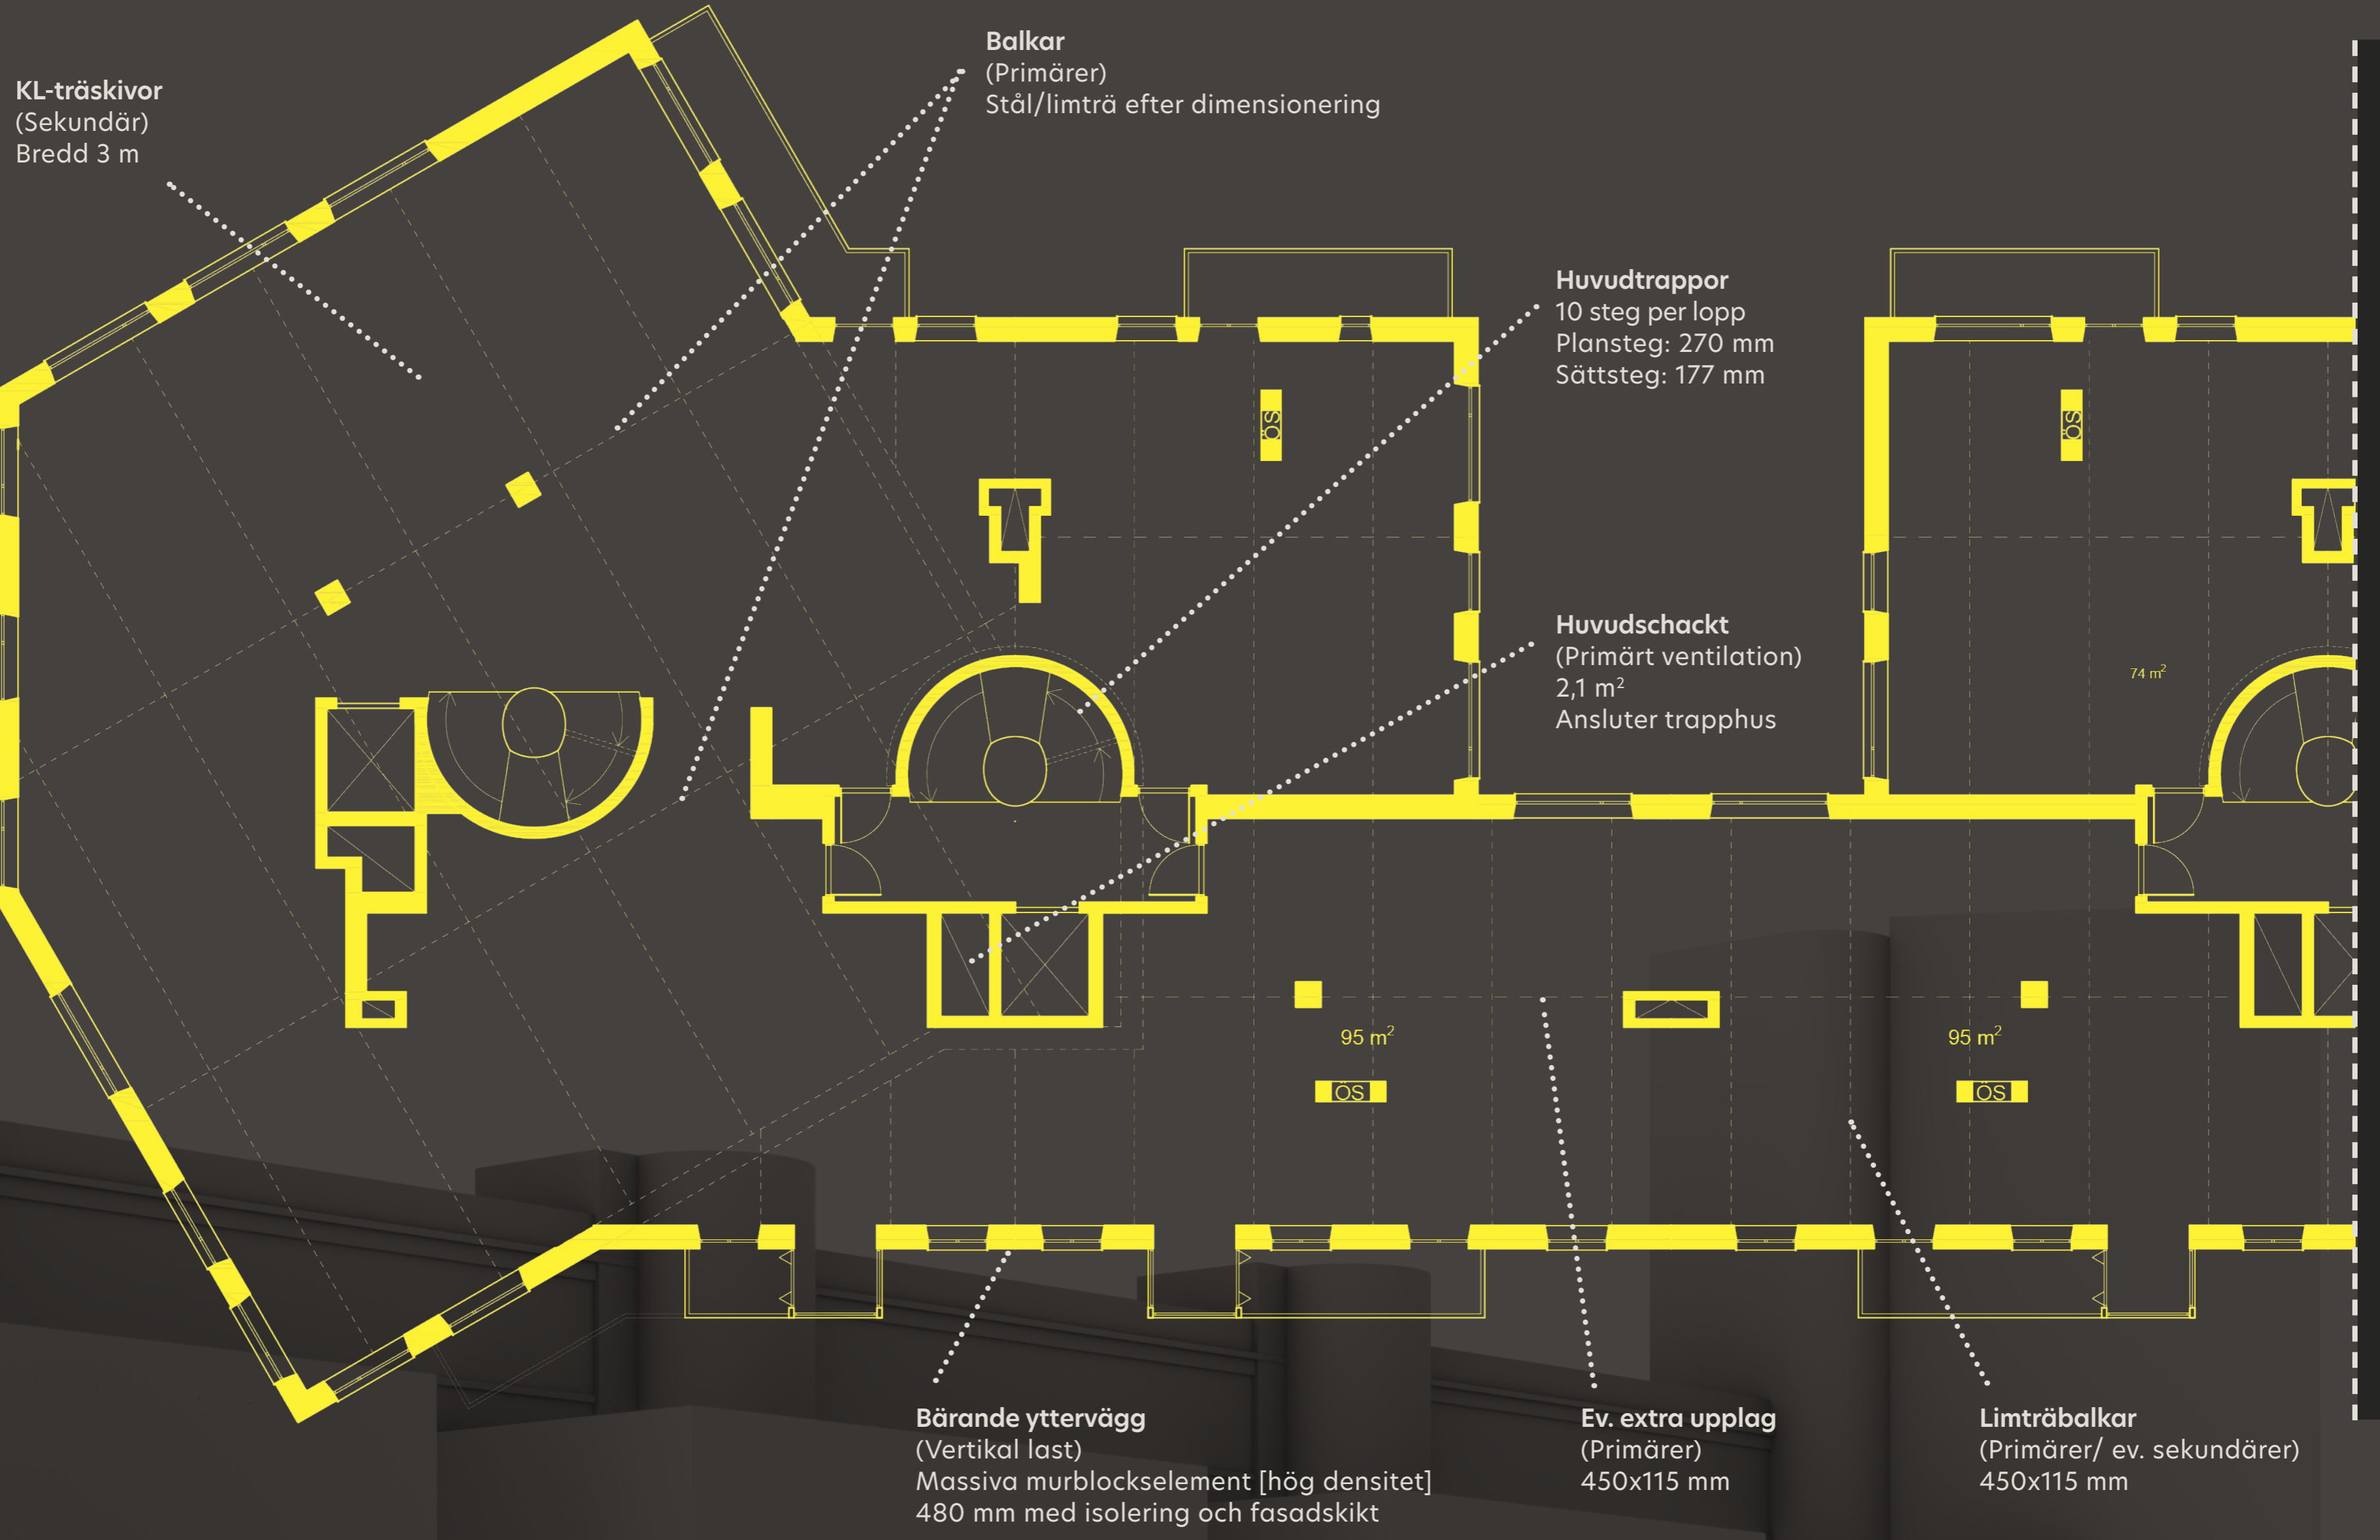 KL-träskivor
(Sekundär)
Bredd 3 m
Balkar
(Primärer)
Stål/limträ efter dimensionering
Huvudtrappor
10 steg per lopp
Plansteg: 270 mm
Sättsteg: 177 mm
ÖS
ÖS
Huvudschackt
(Primärt ventilation)
2,1 m²
Ansluter trapphus
74 m²
95 m²
95 m²
ÖS
ÖS
Bärande yttervägg
(Vertikal last)
Massiva murblockselement [hög densitet]
480 mm med isolering och fasadskikt
Ev. extra upplag
(Primärer)
450x115 mm
Limträbalkar
(Primärer/ ev. sekundärer)
450x115 mm